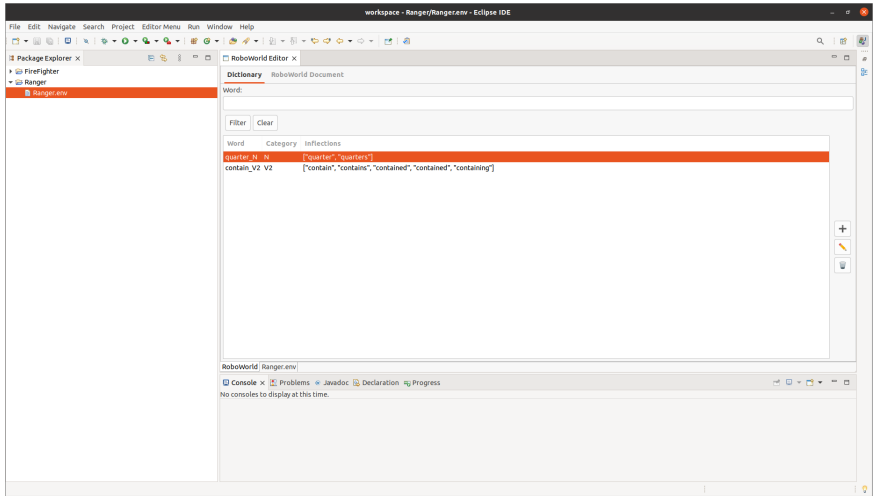 workspace - Ranger/Ranger.env - Eclipse IDE
File Edit Navigate Search Project Editor Menu Run Window Help
Package Explorer
RoboWorld Editor
FireFighter
Ranger
Ranger.env
Dictionary RoboWorld Document
Word:
Filter Clear
Word Category Inflections
quarter_N N ["quarter", "quarters"]
contain_V2 V2 ["contain", "contains", "contained", "contained", "containing"]
RoboWorld Ranger.env
Console Problems Javadoc Declaration Progress
No consoles to display at this time.